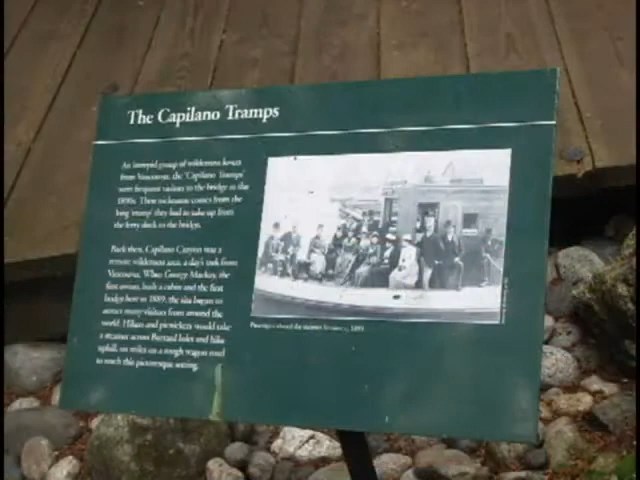 The Capilano Tramps
An intrepid group of wilderness lovers
from Vancouver, the 'Capilano Tramps'
were frequent visitors to the bridge in the
1890s. Their nickname comes from the
long 'tramp' they had to take up from
the ferry dock to the bridge.
Back then, Capilano Canyon was a
remote wilderness area, a day's trek from
Vancouver. When George Mackay, the
first owner, built a cabin and the first
bridge here in 1889, the site began to
attract many visitors from around the
world. Hikers and picnickers would take
a steamer across Burrard Inlet and hike
uphill, six miles on a rough wagon road
to reach this picturesque setting.
Passengers aboard the steamer